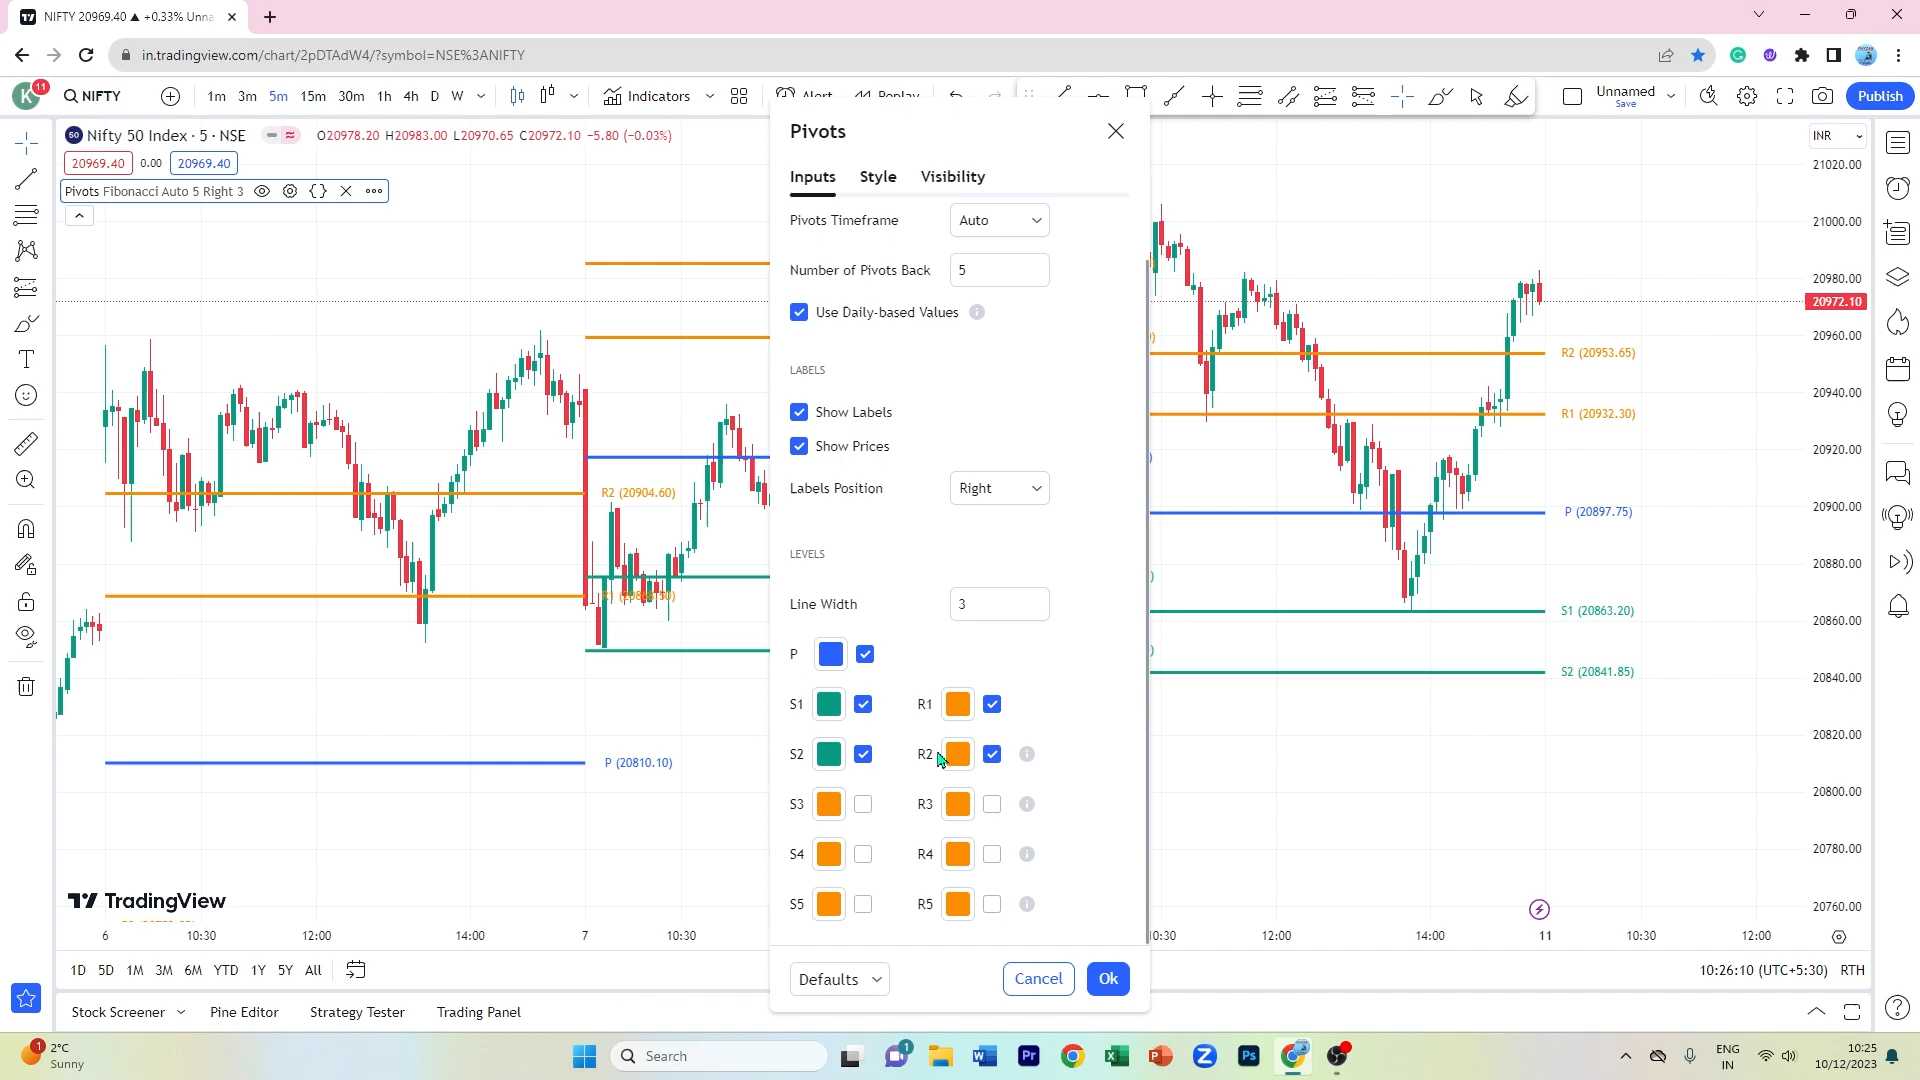 NIFTY 20969.40 ▲ +0.33% Unna
in.tradingview.com/chart/2pDTAdW4/?symbol=NSE%3ANIFTY
K 11 NIFTY 1m 3m 5m 15m 30m 1h 4h D W Indicators Alert Replay Unnamed Save Publish
50 Nifty 50 Index · 5 · NSE O20978.20 H20983.00 L20970.65 C20972.10 −5.80 (−0.03%)
20969.40 0.00 20969.40
Pivots Fibonacci Auto 5 Right 3
Pivots
Inputs Style Visibility
Pivots Timeframe Auto
Number of Pivots Back 5
Use Daily-based Values
LABELS
Show Labels
Show Prices
Labels Position Right
LEVELS
Line Width 3
P
S1 R1
S2 R2
S3 R3
S4 R4
S5 R5
Defaults Cancel Ok
R2 (20904.60)
P (20810.10)
R2 (20953.65)
R1 (20932.30)
P (20897.75)
S1 (20863.20)
S2 (20841.85)
INR
21020.00
21000.00
20980.00
20972.10
20960.00
20940.00
20920.00
20900.00
20880.00
20860.00
20840.00
20820.00
20800.00
20780.00
20760.00
TradingView
6 10:30 12:00 14:00 7 10:30 0:30 12:00 14:00 11 10:30 12:00
1D 5D 1M 3M 6M YTD 1Y 5Y All 10:26:10 (UTC+5:30) RTH
Stock Screener Pine Editor Strategy Tester Trading Panel
1 2°C
Sunny
Search
1
ENG
IN
10:25
10/12/2023